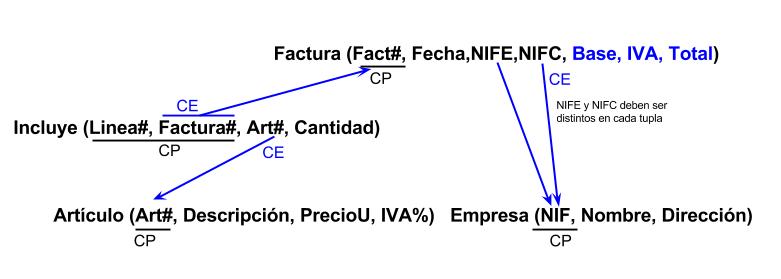 Factura (Fact#, Fecha,NIFE,NIFC, Base, IVA, Total)
CP
CE
CE
NIFE y NIFC deben ser
distintos en cada tupla
Incluye (Linea#, Factura#, Art#, Cantidad)
CP
CE
Artículo (Art#, Descripción, PrecioU, IVA%)
CP
Empresa (NIF, Nombre, Dirección)
CP